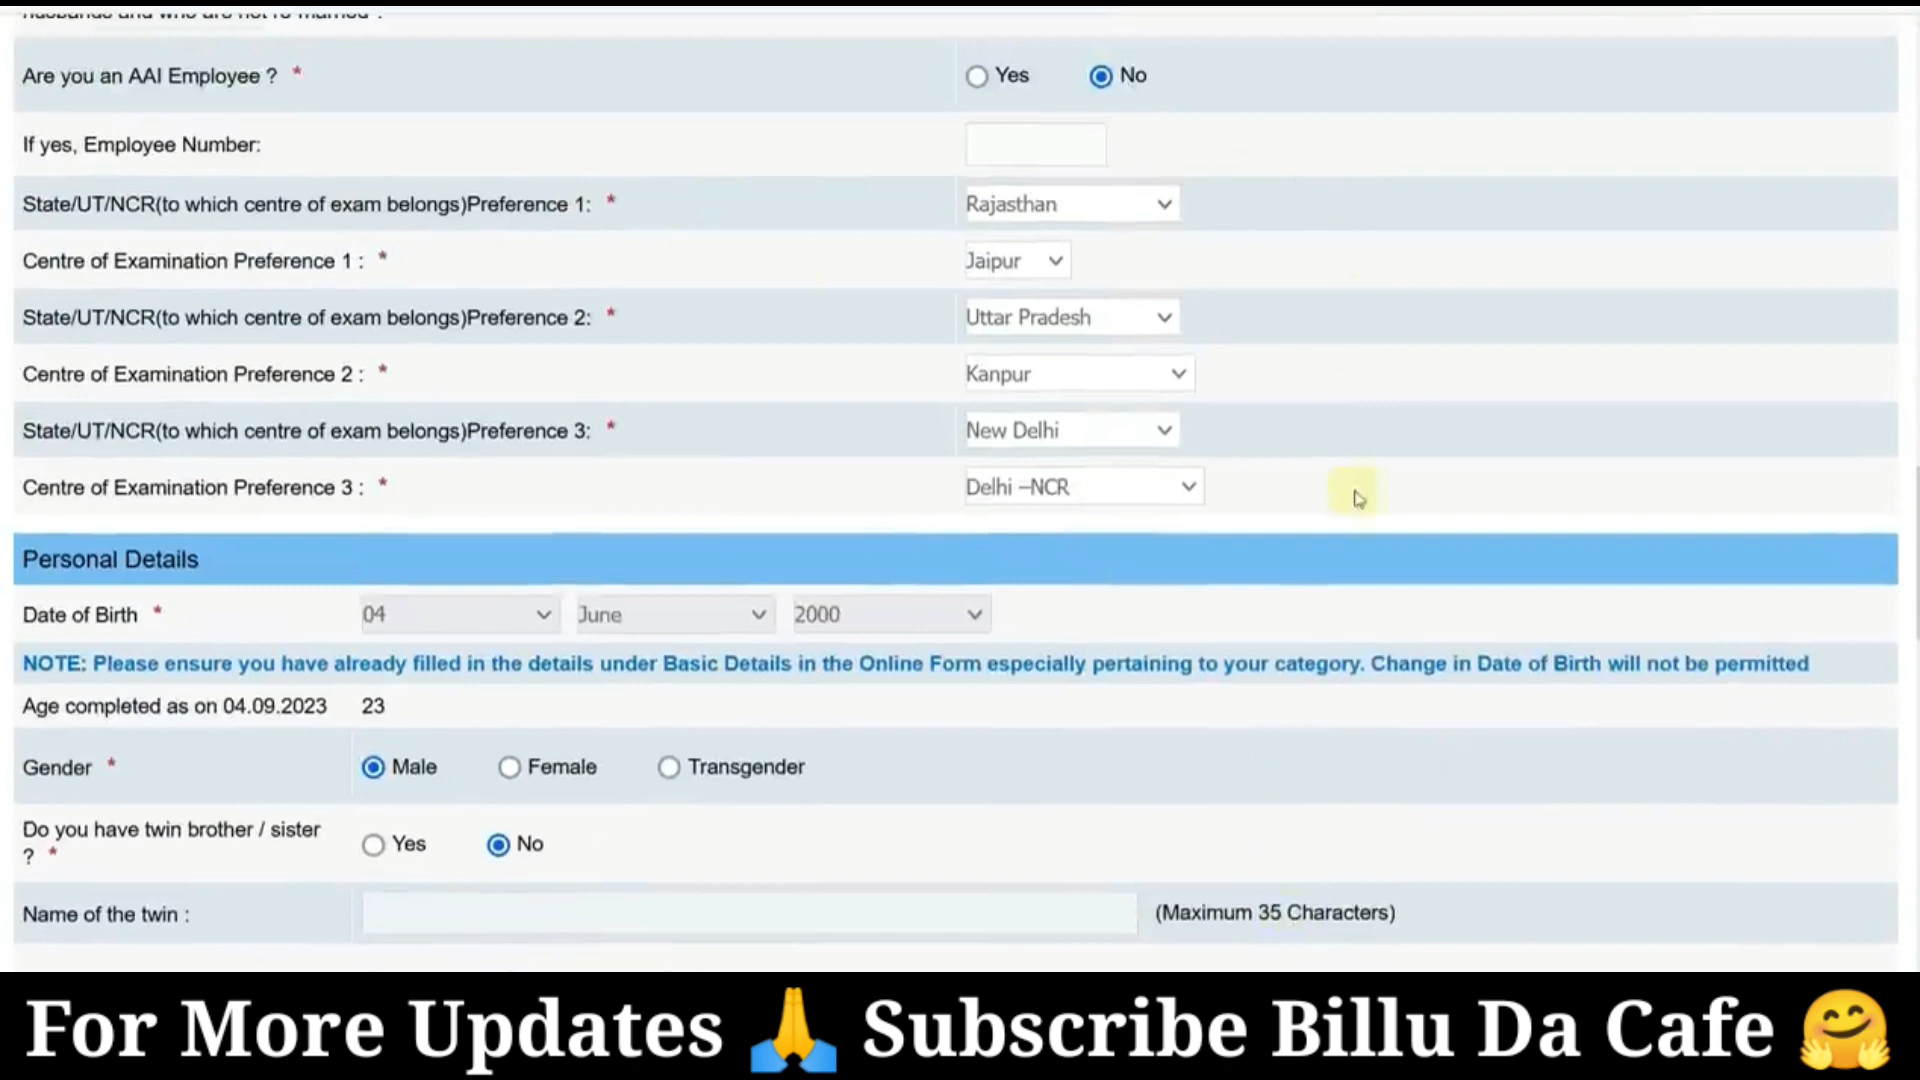 husbands and who are not re married :
Are you an AAI Employee ? * Yes No
If yes, Employee Number:
State/UT/NCR(to which centre of exam belongs)Preference 1: * Rajasthan
Centre of Examination Preference 1 : * Jaipur
State/UT/NCR(to which centre of exam belongs)Preference 2: * Uttar Pradesh
Centre of Examination Preference 2 : * Kanpur
State/UT/NCR(to which centre of exam belongs)Preference 3: * New Delhi
Centre of Examination Preference 3 : * Delhi –NCR
Personal Details
Date of Birth * 04 June 2000
NOTE: Please ensure you have already filled in the details under Basic Details in the Online Form especially pertaining to your category. Change in Date of Birth will not be permitted
Age completed as on 04.09.2023 23
Gender * Male Female Transgender
Do you have twin brother / sister
? * Yes No
Name of the twin : (Maximum 35 Characters)
For More Updates 🙏 Subscribe Billu Da Cafe 🤗